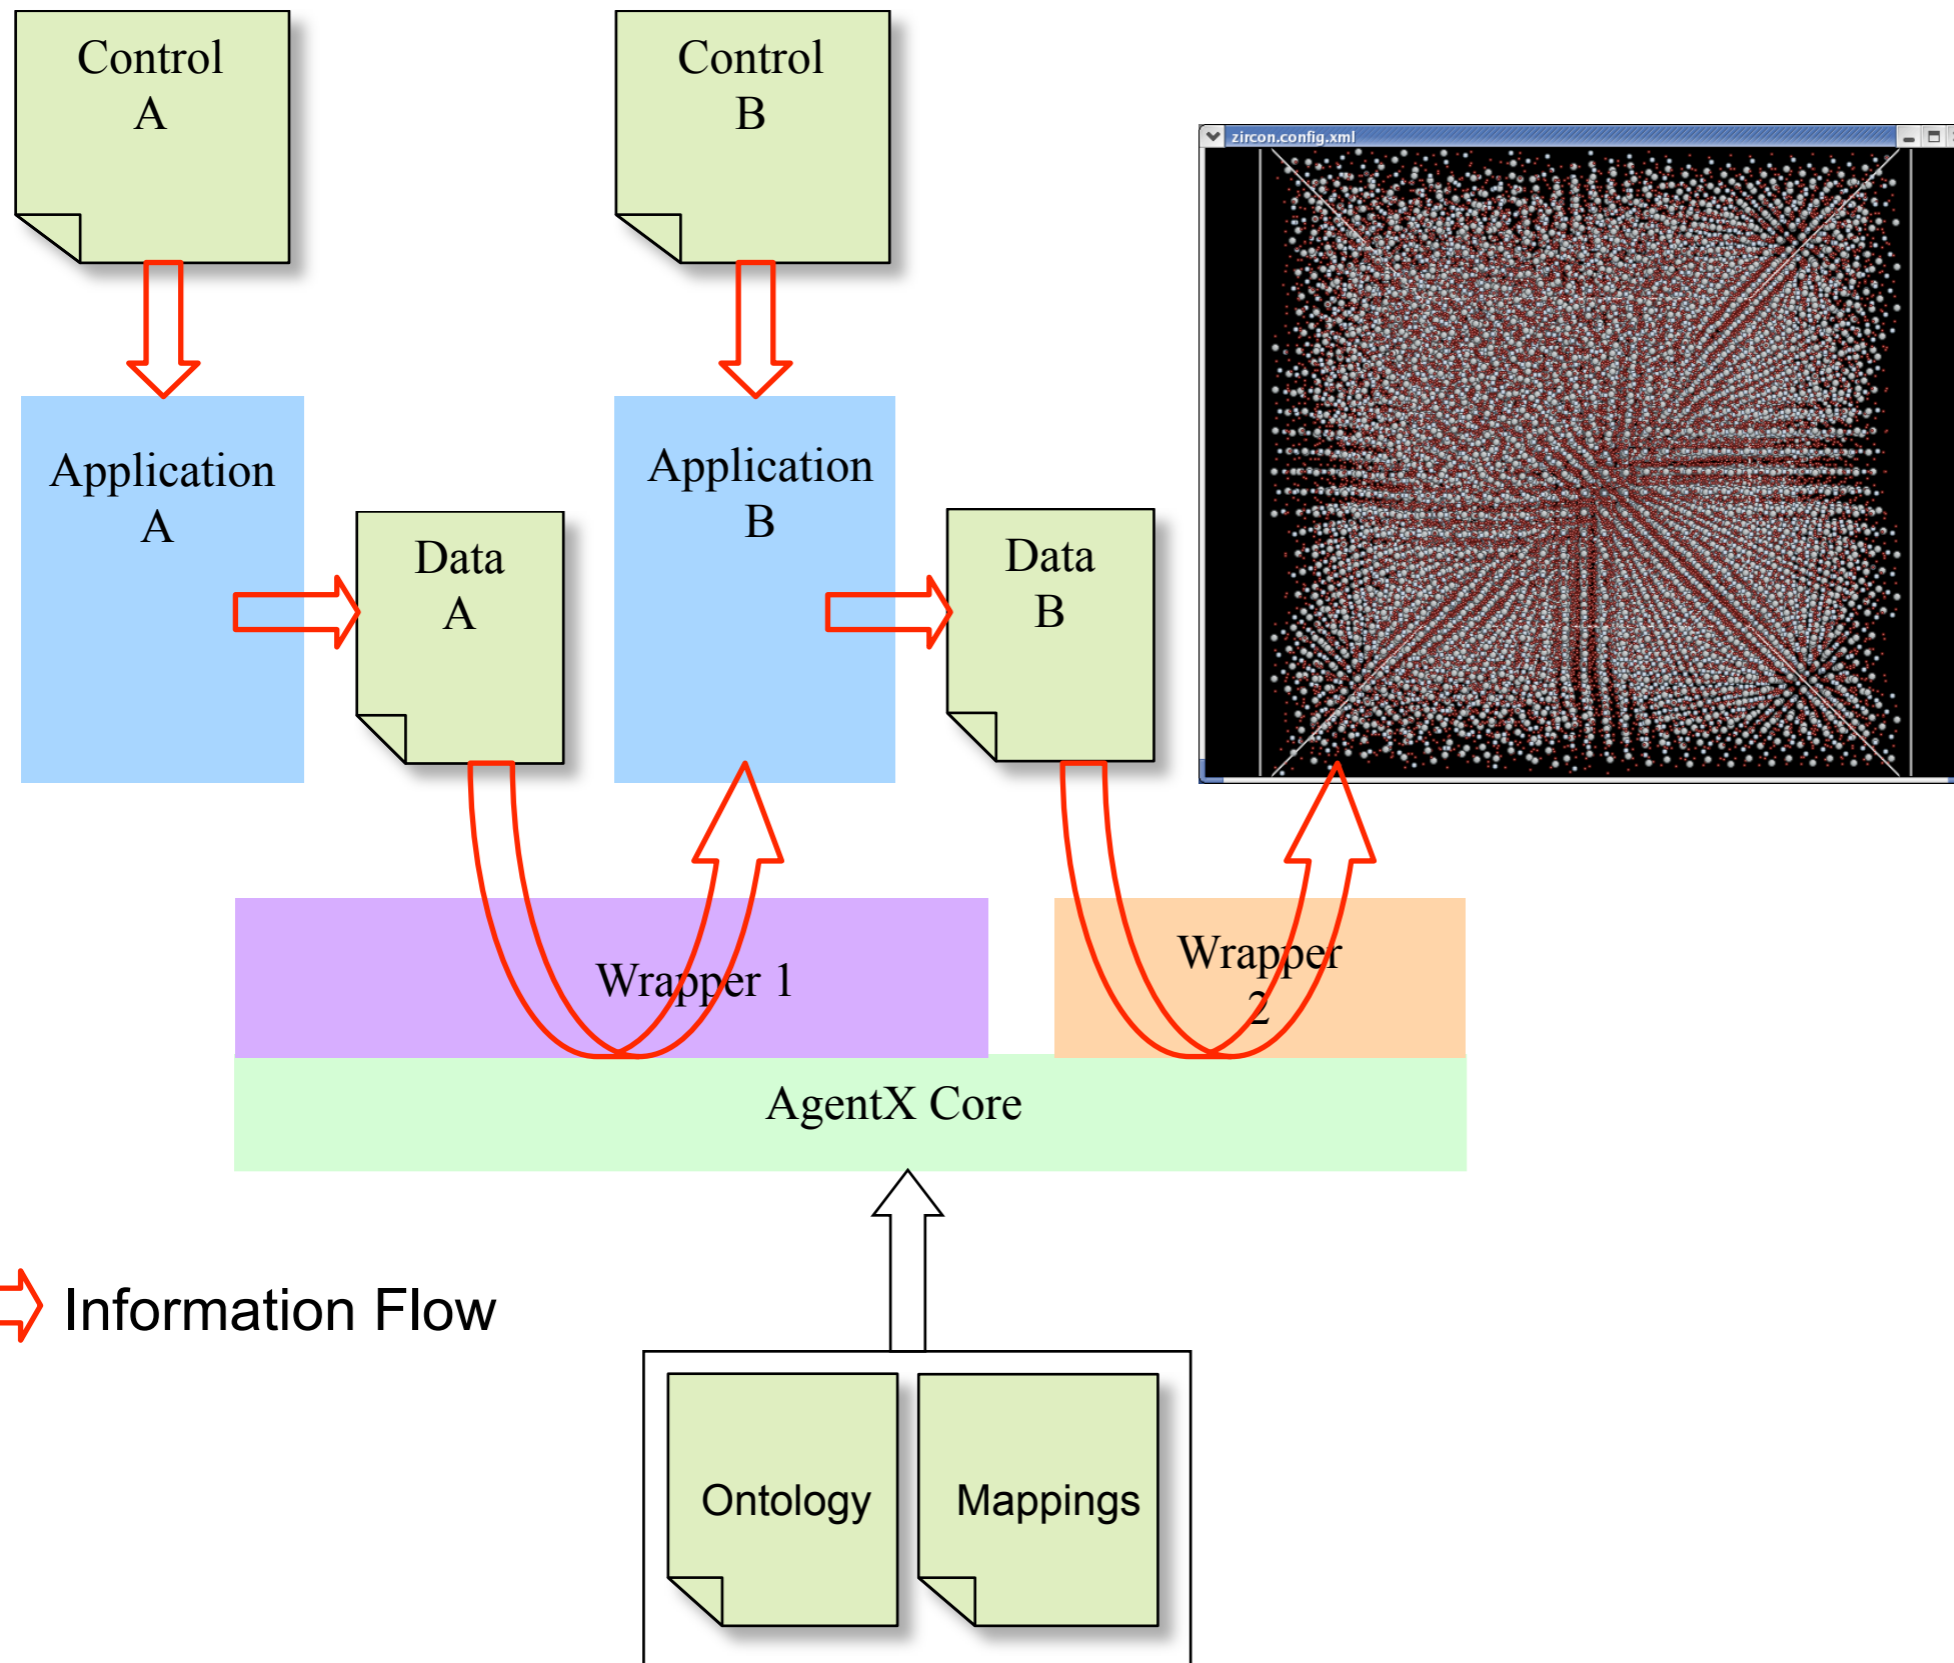 Control
A
Control
B
zircon.config.xml
Application
A
Data
A
Application
B
Data
B
Wrapper 1
Wrapper
2
AgentX Core
Information Flow
Ontology
Mappings